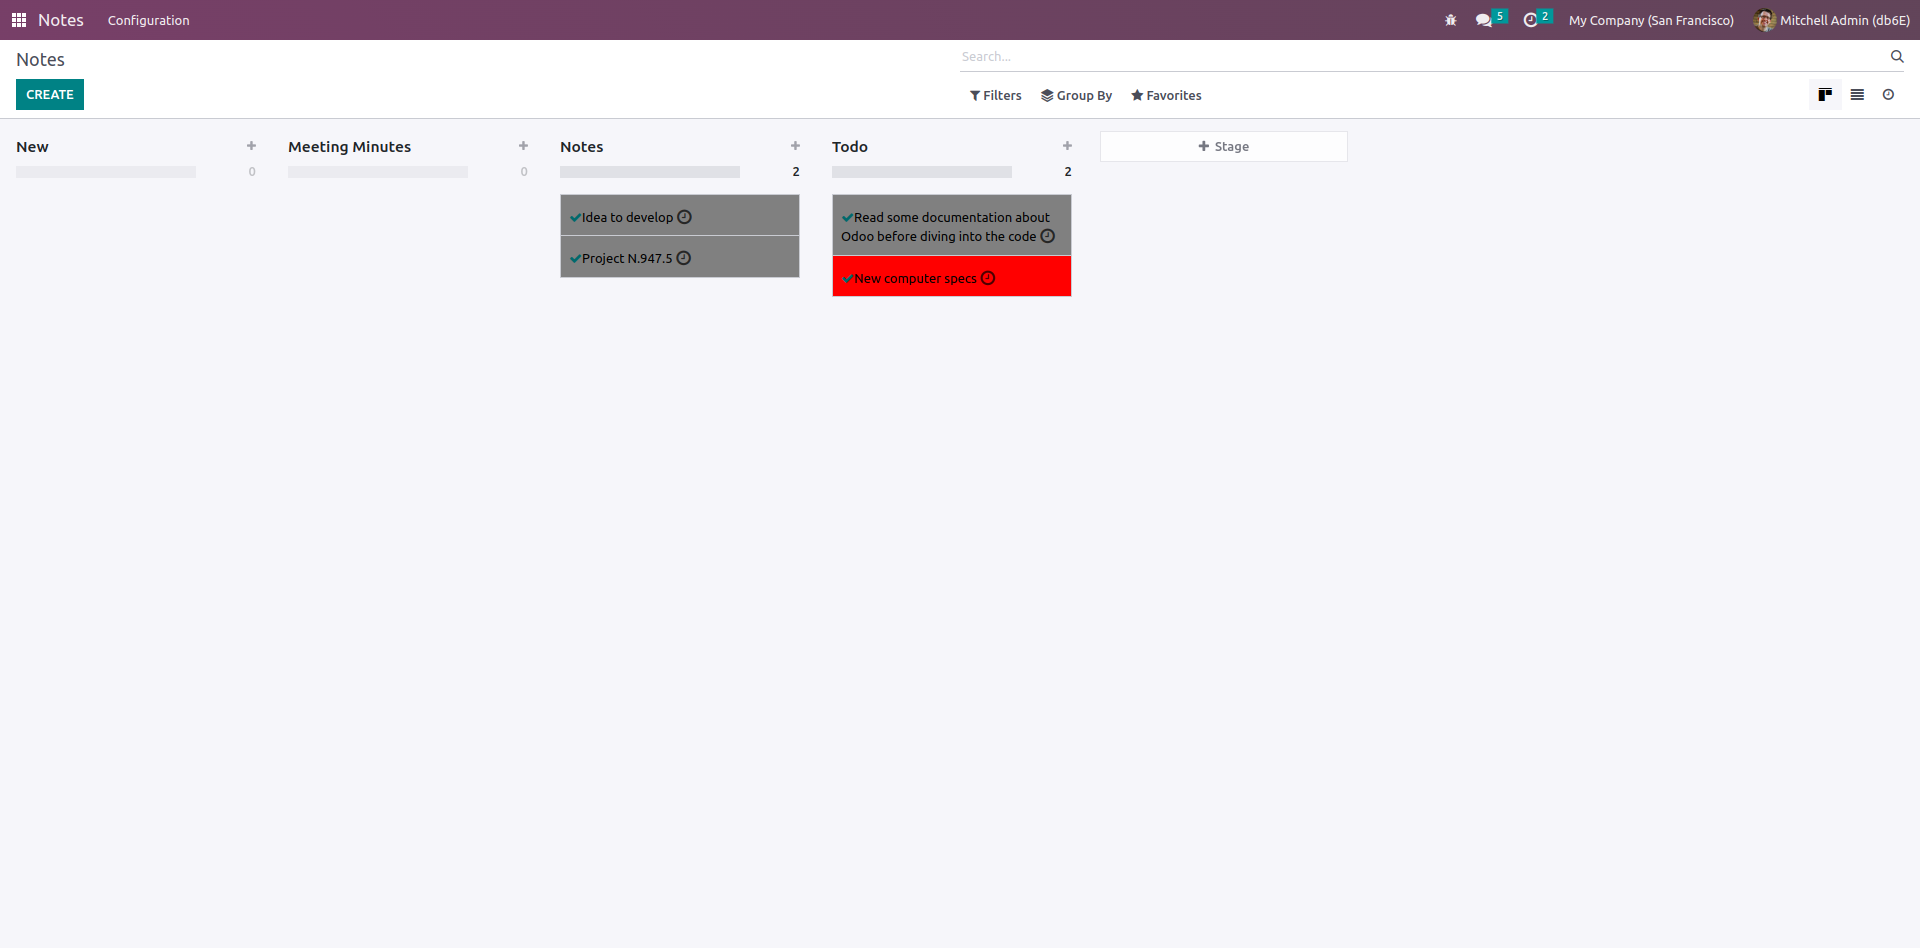 Notes Configuration 5 2 My Company (San Francisco) Mitchell Admin (db6E)
Notes Search...
CREATE Filters Group By Favorites
New Meeting Minutes Notes Todo Stage
0 0 2 2
Idea to develop
Project N.947.5
Read some documentation about
Odoo before diving into the code
New computer specs